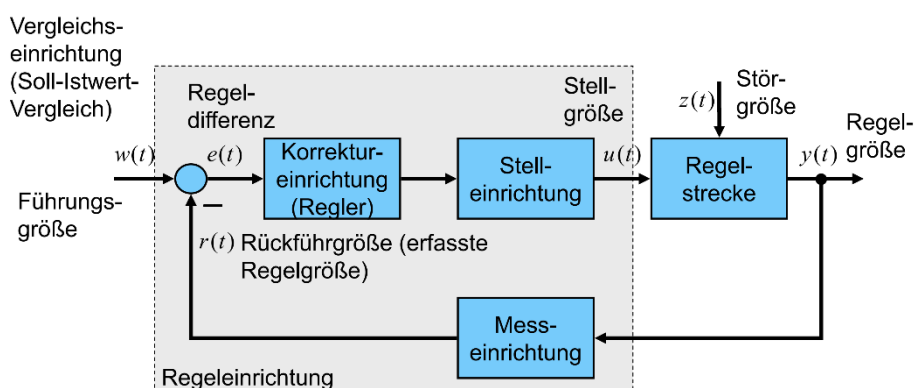 Vergleichs-
einrichtung
(Soll-Istwert-
Vergleich)
Regel-
differenz
Stell-
größe
Stör-
größe
z(t)
Regel-
größe
w(t)
e(t)
Korrektur-
einrichtung
(Regler)
Stell-
einrichtung
u(t)
Regel-
strecke
y(t)
Führungs-
größe
–
r(t) Rückführgröße (erfasste
Regelgröße)
Mess-
einrichtung
Regeleinrichtung